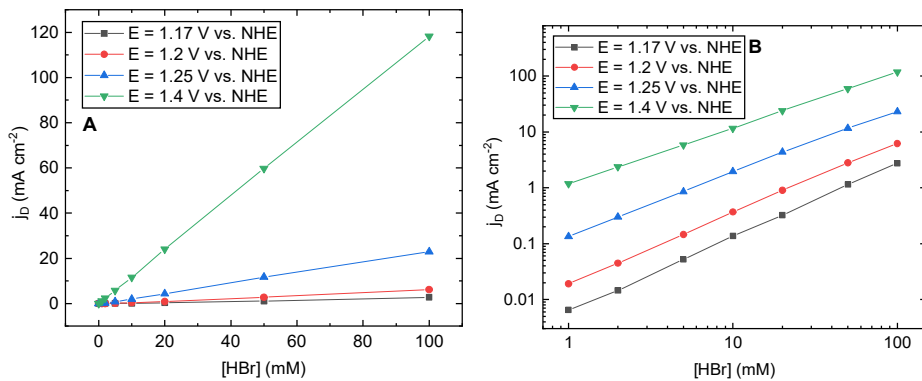 120
100
80
60
40
20
0
j_D (mA cm⁻²)
E = 1.17 V vs. NHE
E = 1.2 V vs. NHE
E = 1.25 V vs. NHE
E = 1.4 V vs. NHE
A
0 20 40 60 80 100
[HBr] (mM)
100
10
1
0.1
0.01
j_D (mA cm⁻²)
E = 1.17 V vs. NHE
E = 1.2 V vs. NHE
E = 1.25 V vs. NHE
E = 1.4 V vs. NHE
B
1 10 100
[HBr] (mM)